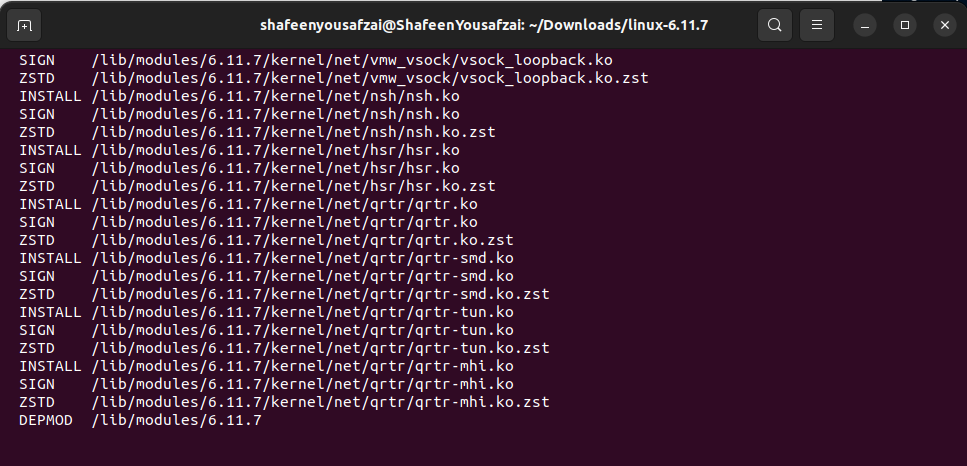 shafeenyousafzai@ShafeenYousafzai: ~/Downloads/linux-6.11.7
SIGN /lib/modules/6.11.7/kernel/net/vmw_vsock/vsock_loopback.ko
ZSTD /lib/modules/6.11.7/kernel/net/vmw_vsock/vsock_loopback.ko.zst
INSTALL /lib/modules/6.11.7/kernel/net/nsh/nsh.ko
SIGN /lib/modules/6.11.7/kernel/net/nsh/nsh.ko
ZSTD /lib/modules/6.11.7/kernel/net/nsh/nsh.ko.zst
INSTALL /lib/modules/6.11.7/kernel/net/hsr/hsr.ko
SIGN /lib/modules/6.11.7/kernel/net/hsr/hsr.ko
ZSTD /lib/modules/6.11.7/kernel/net/hsr/hsr.ko.zst
INSTALL /lib/modules/6.11.7/kernel/net/qrtr/qrtr.ko
SIGN /lib/modules/6.11.7/kernel/net/qrtr/qrtr.ko
ZSTD /lib/modules/6.11.7/kernel/net/qrtr/qrtr.ko.zst
INSTALL /lib/modules/6.11.7/kernel/net/qrtr/qrtr-smd.ko
SIGN /lib/modules/6.11.7/kernel/net/qrtr/qrtr-smd.ko
ZSTD /lib/modules/6.11.7/kernel/net/qrtr/qrtr-smd.ko.zst
INSTALL /lib/modules/6.11.7/kernel/net/qrtr/qrtr-tun.ko
SIGN /lib/modules/6.11.7/kernel/net/qrtr/qrtr-tun.ko
ZSTD /lib/modules/6.11.7/kernel/net/qrtr/qrtr-tun.ko.zst
INSTALL /lib/modules/6.11.7/kernel/net/qrtr/qrtr-mhi.ko
SIGN /lib/modules/6.11.7/kernel/net/qrtr/qrtr-mhi.ko
ZSTD /lib/modules/6.11.7/kernel/net/qrtr/qrtr-mhi.ko.zst
DEPMOD /lib/modules/6.11.7